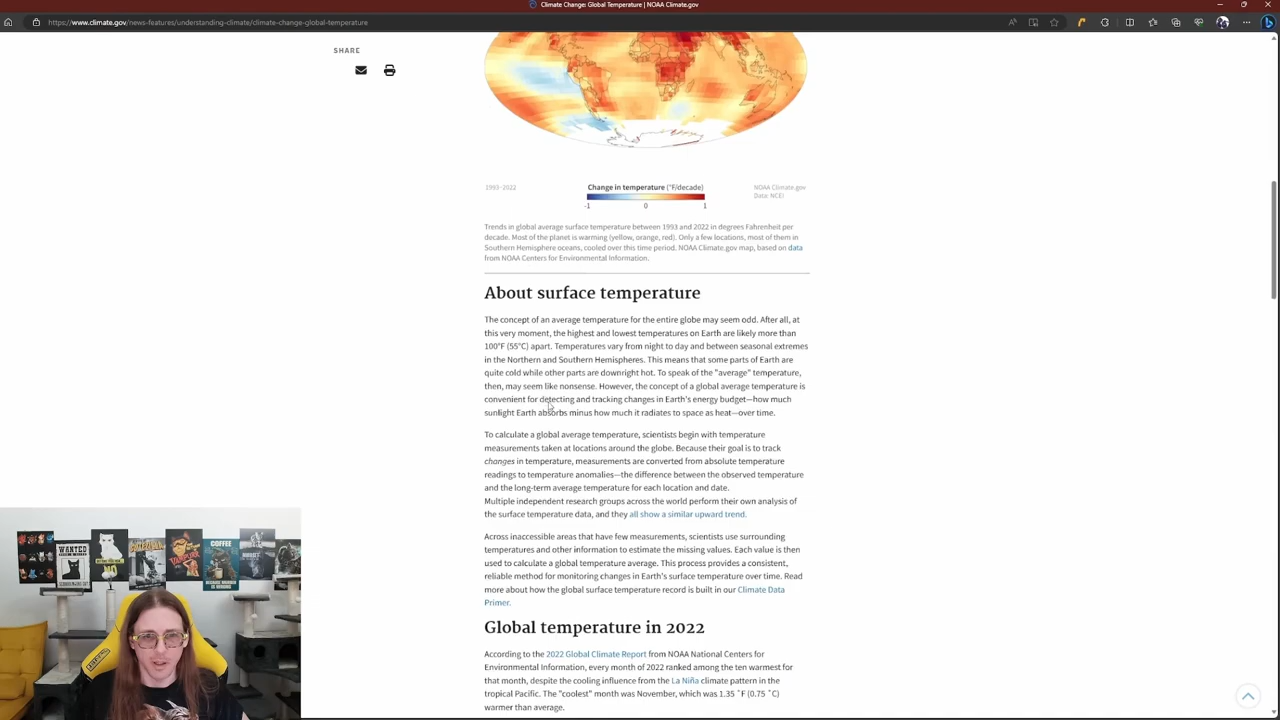 Climate Change: Global Temperature | NOAA Climate.gov
https://www.climate.gov/news-features/understanding-climate/climate-change-global-temperature
SHARE
1993-2022
Change in temperature (°F/decade)
NOAA Climate.gov
Data: NCEI
-1 0 1
Trends in global average surface temperature between 1993 and 2022 in degrees Fahrenheit per
decade. Most of the planet is warming (yellow, orange, red). Only a few locations, most of them in
Southern Hemisphere oceans, cooled over this time period. NOAA Climate.gov map, based on data
from NOAA Centers for Environmental Information.
About surface temperature
The concept of an average temperature for the entire globe may seem odd. After all, at
this very moment, the highest and lowest temperatures on Earth are likely more than
100°F (55°C) apart. Temperatures vary from night to day and between seasonal extremes
in the Northern and Southern Hemispheres. This means that some parts of Earth are
quite cold while other parts are downright hot. To speak of the "average" temperature,
then, may seem like nonsense. However, the concept of a global average temperature is
convenient for detecting and tracking changes in Earth's energy budget—how much
sunlight Earth absorbs minus how much it radiates to space as heat—over time.
To calculate a global average temperature, scientists begin with temperature
measurements taken at locations around the globe. Because their goal is to track
changes in temperature, measurements are converted from absolute temperature
readings to temperature anomalies—the difference between the observed temperature
and the long-term average temperature for each location and date.
Multiple independent research groups across the world perform their own analysis of
the surface temperature data, and they all show a similar upward trend.
Across inaccessible areas that have few measurements, scientists use surrounding
temperatures and other information to estimate the missing values. Each value is then
used to calculate a global temperature average. This process provides a consistent,
reliable method for monitoring changes in Earth's surface temperature over time. Read
more about how the global surface temperature record is built in our Climate Data
Primer.
Global temperature in 2022
According to the 2022 Global Climate Report from NOAA National Centers for
Environmental Information, every month of 2022 ranked among the ten warmest for
that month, despite the cooling influence from the La Niña climate pattern in the
tropical Pacific. The "coolest" month was November, which was 1.35 ˚F (0.75 ˚C)
warmer than average.
WANTED
COFFEE